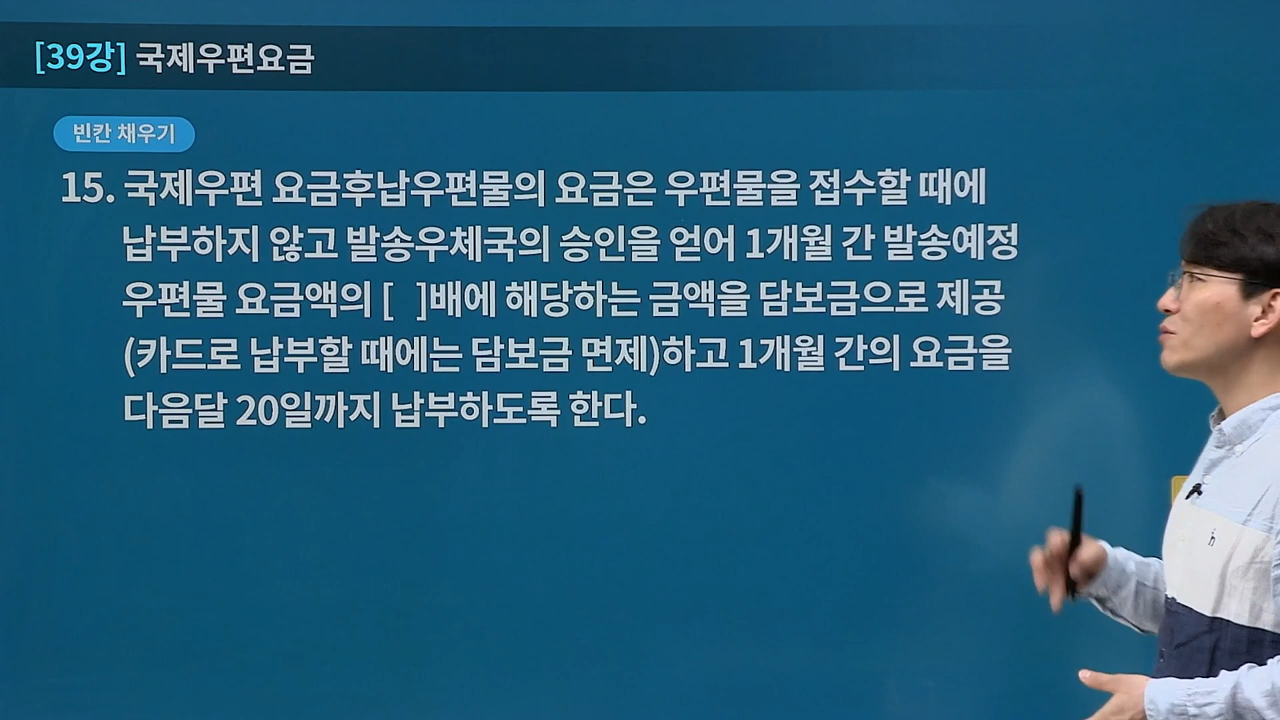 [39강] 국제우편요금
빈칸 채우기
15. 국제우편 요금후납우편물의 요금은 우편물을 접수할 때에
납부하지 않고 발송우체국의 승인을 얻어 1개월 간 발송예정
우편물 요금액의 [ ]배에 해당하는 금액을 담보금으로 제공
(카드로 납부할 때에는 담보금 면제)하고 1개월 간의 요금을
다음달 20일까지 납부하도록 한다.